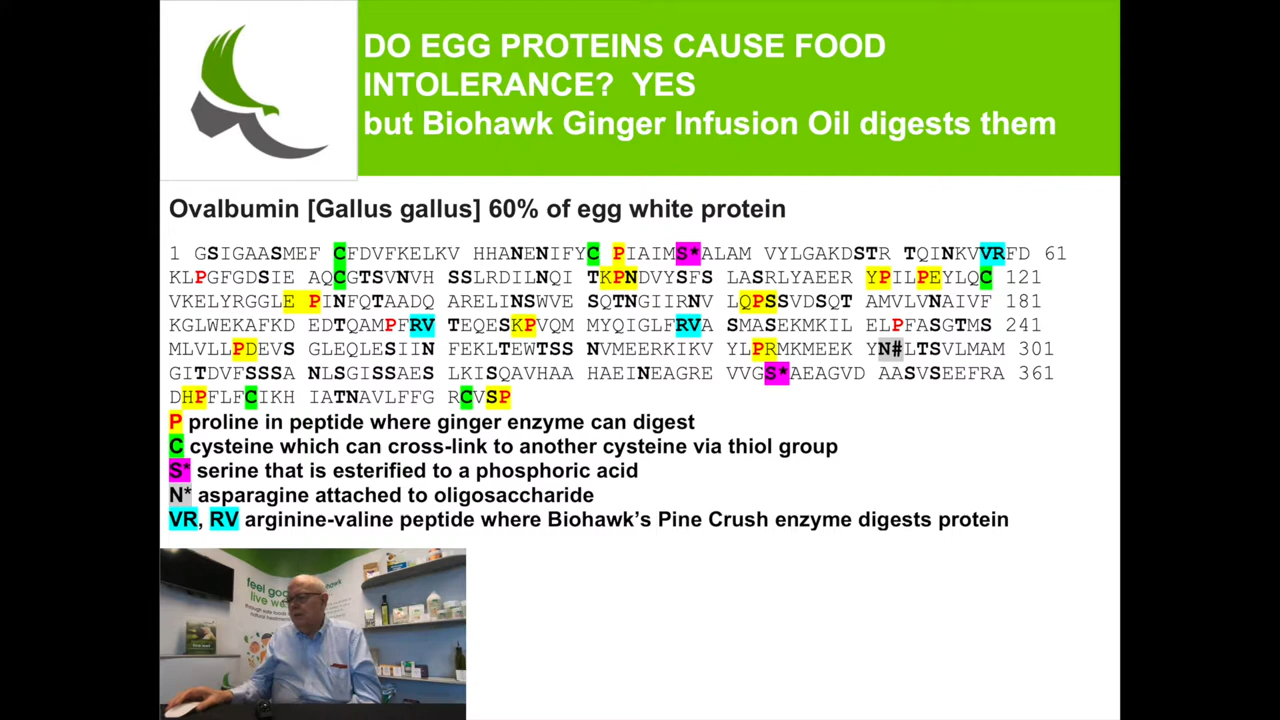 DO EGG PROTEINS CAUSE FOOD
INTOLERANCE? YES
but Biohawk Ginger Infusion Oil digests them
Ovalbumin [Gallus gallus] 60% of egg white protein
1 GSIGAASMEF CFDVFKELKV HHANENIFYC PIAIMS*ALAM VYLGAKDSTR TQINKVVRFD 61
KLPGFGDSIE AQCGTSVNVH SSLRDILNQI TKPNDVYSFS LASRLYAEER YPILPEYLQC 121
VKELYRGGLE PINFQTAADQ ARELINSWVE SQTNGIIRNVL QPSSVDSQT AMVLVNAIVF 181
KGLWEKAFKD EDTQAMPFRV TEQESKPVQM MYQIGLFRVA SMASEKMKIL ELPFASGTMS 241
MLVLLPDEVS GLEQLESIIN FEKLTEWTSS NVMEERKIKV YLPRMKMEEK YN#LTSVLMAM 301
GITDVFSSSA NLSGISSAES LKISQAVHAA HAEINEAGRE VVGS*AEAGVD AASVSEEFRA 361
DHPFLFCIKH IATNAVLFFG RCVSP
P proline in peptide where ginger enzyme can digest
C cysteine which can cross-link to another cysteine via thiol group
S* serine that is esterified to a phosphoric acid
N* asparagine attached to oligosaccharide
VR, RV arginine-valine peptide where Biohawk's Pine Crush enzyme digests protein
feel good